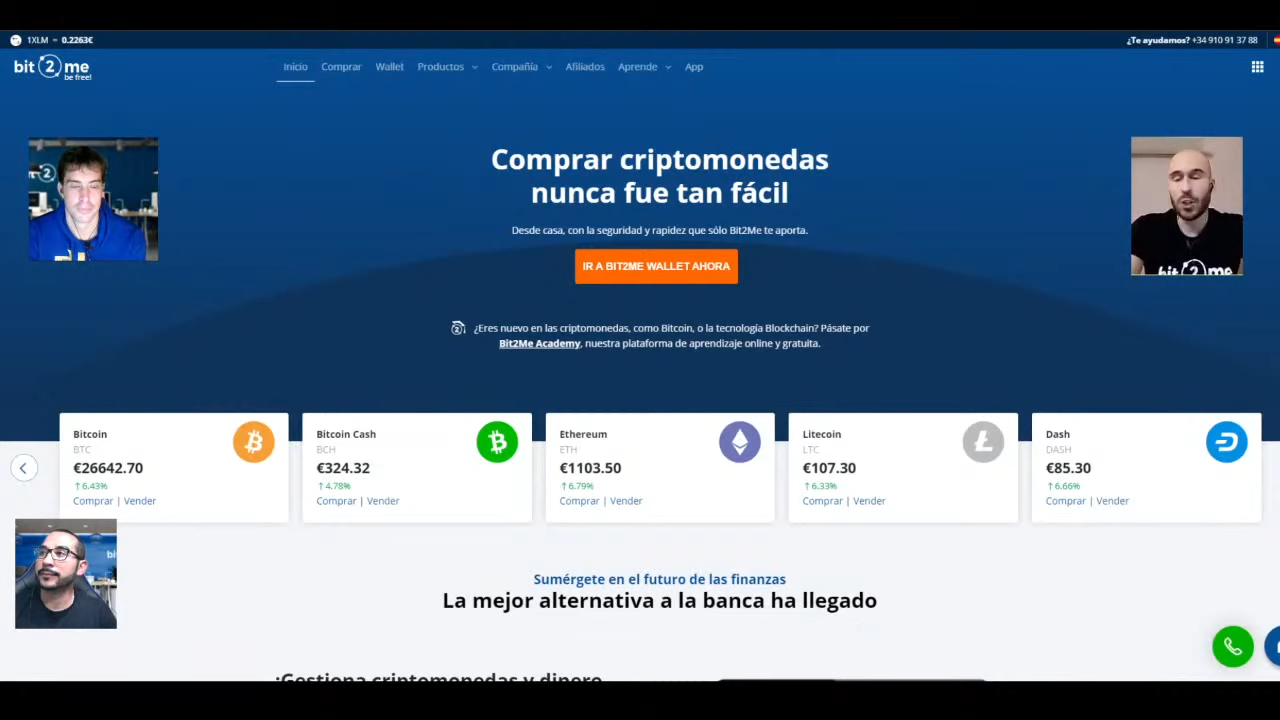 1XLM = 0.2263€
¿Te ayudamos? +34 910 91 37 88
bit 2 me
be free!
Inicio
Comprar
Wallet
Productos
Compañía
Afiliados
Aprende
App
Comprar criptomonedas
nunca fue tan fácil
Desde casa, con la seguridad y rapidez que sólo Bit2Me te aporta.
IR A BIT2ME WALLET AHORA
¿Eres nuevo en las criptomonedas, como Bitcoin, o la tecnología Blockchain? Pásate por
Bit2Me Academy, nuestra plataforma de aprendizaje online y gratuita.
bit2me
Bitcoin
BTC
€26642.70
↑6.43%
Comprar | Vender
Bitcoin Cash
BCH
€324.32
↑4.78%
Comprar | Vender
Ethereum
ETH
€1103.50
↑6.79%
Comprar | Vender
Litecoin
LTC
€107.30
↑6.33%
Comprar | Vender
Dash
DASH
€85.30
↑6.66%
Comprar | Vender
Sumérgete en el futuro de las finanzas
La mejor alternativa a la banca ha llegado
¡Gestiona criptomonedas y dinero